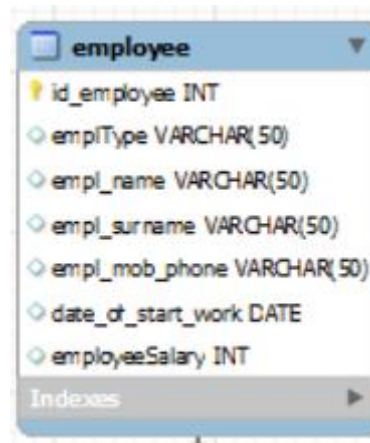 employee
id_employee INT
emplType VARCHAR(50)
empl_name VARCHAR(50)
empl_surname VARCHAR(50)
empl_mob_phone VARCHAR(50)
date_of_start_work DATE
employeeSalary INT
Indexes